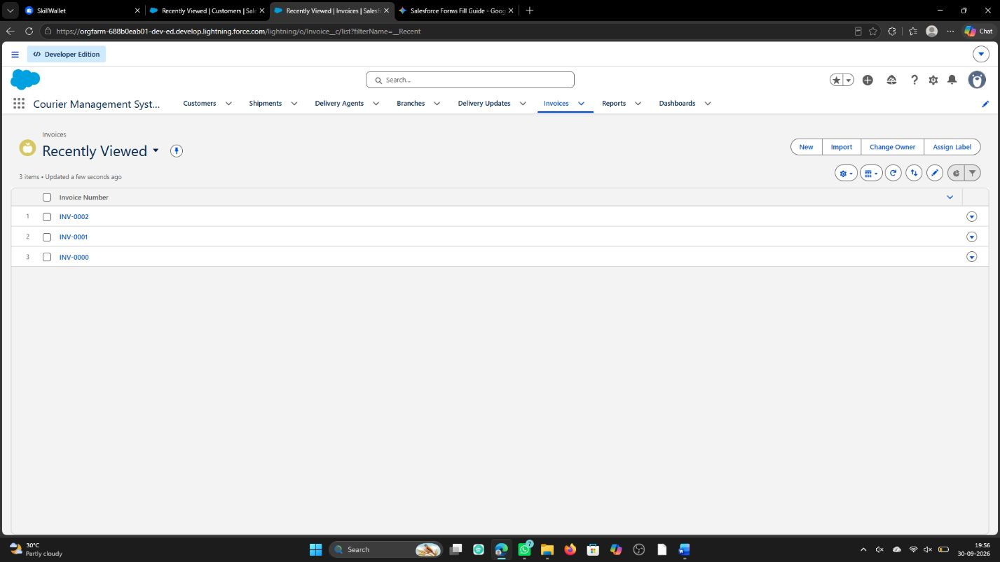 SkillWallet
Recently Viewed | Customers | Sale
Recently Viewed | Invoices | Salesfo
Salesforce Forms Fill Guide - Goog
https://orgfarm-688b0eab01-dev-ed.develop.lightning.force.com/lightning/o/Invoice__c/list?filterName=__Recent
Chat
</> Developer Edition
Search...
Courier Management Syst...
Customers
Shipments
Delivery Agents
Branches
Delivery Updates
Invoices
Reports
Dashboards
Invoices
Recently Viewed
New
Import
Change Owner
Assign Label
3 items • Updated a few seconds ago
Invoice Number
1 INV-0002
2 INV-0001
3 INV-0000
30°C
Partly cloudy
Search
7
19:56
30-09-2026